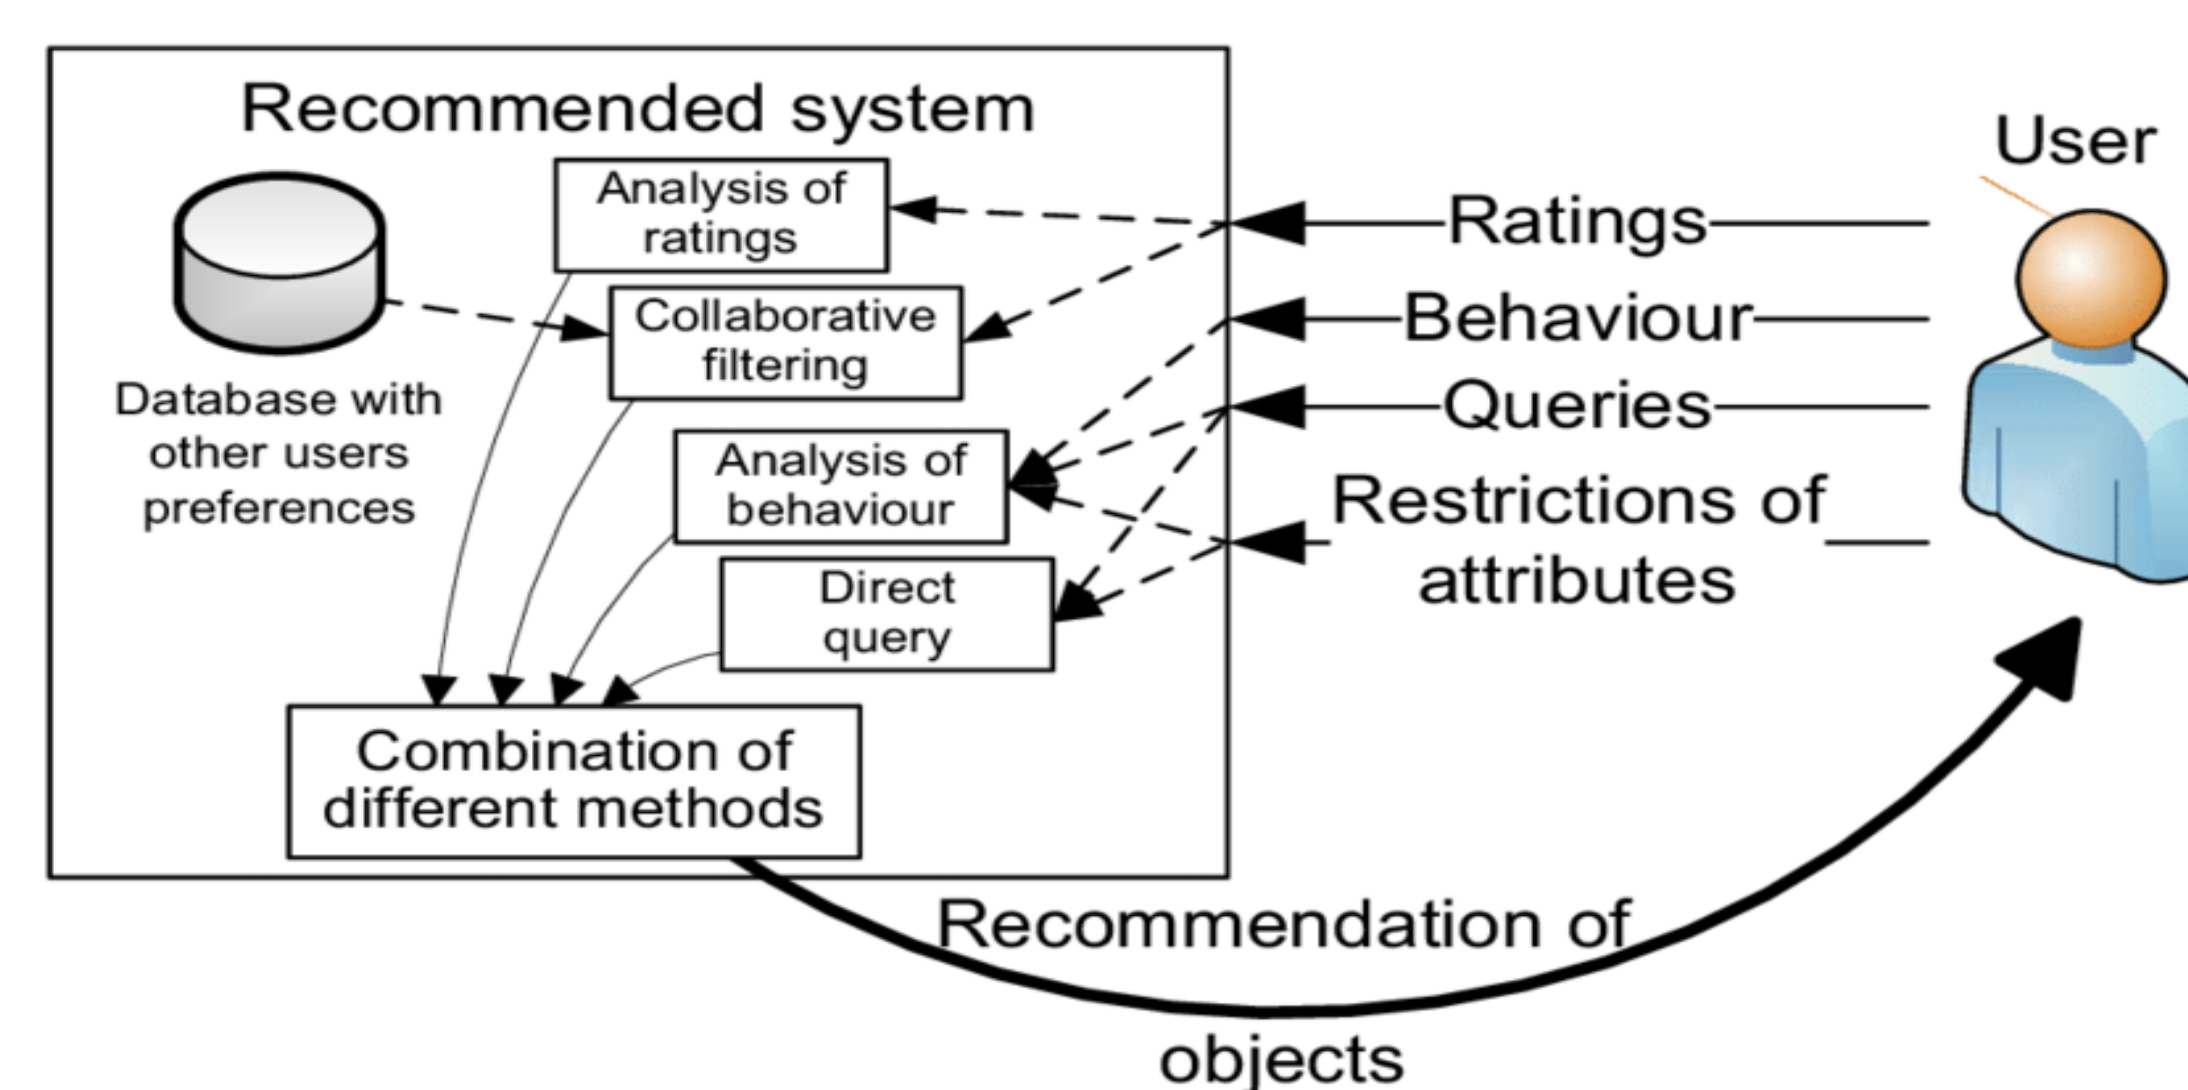 Recommended system
User
Analysis of
ratings
Ratings
Collaborative
filtering
Behaviour
Database with
other users
preferences
Queries
Analysis of
behaviour
Restrictions of
attributes
Direct
query
Combination of
different methods
Recommendation of
objects